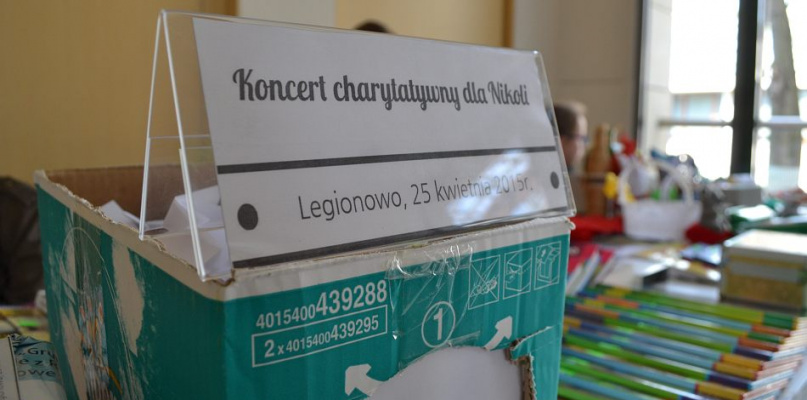 Koncert charytatywny dla Nikoli
Legionowo, 25 kwietnia 2015r.
4015400439288
2 x 4015400439295
1